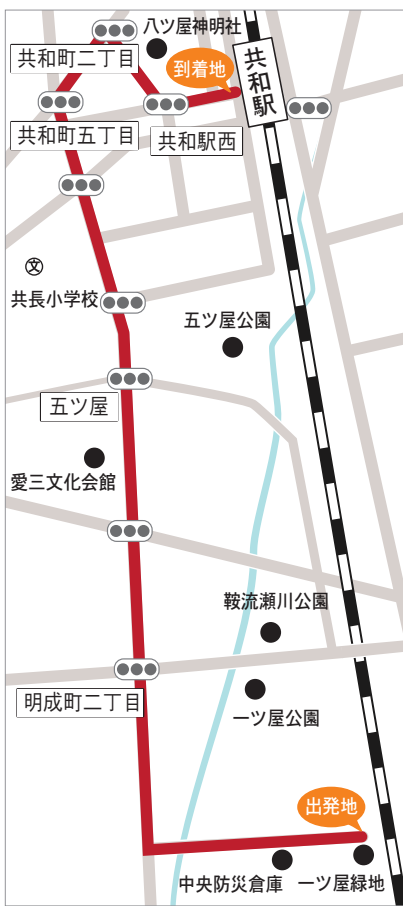 八ツ屋神明社
共和町二丁目
到着地
共和駅
共和町五丁目
共和駅西
文
共長小学校
五ツ屋公園
五ツ屋
愛三文化会館
鞍流瀬川公園
明成町二丁目
一ツ屋公園
出発地
中央防災倉庫
一ツ屋緑地